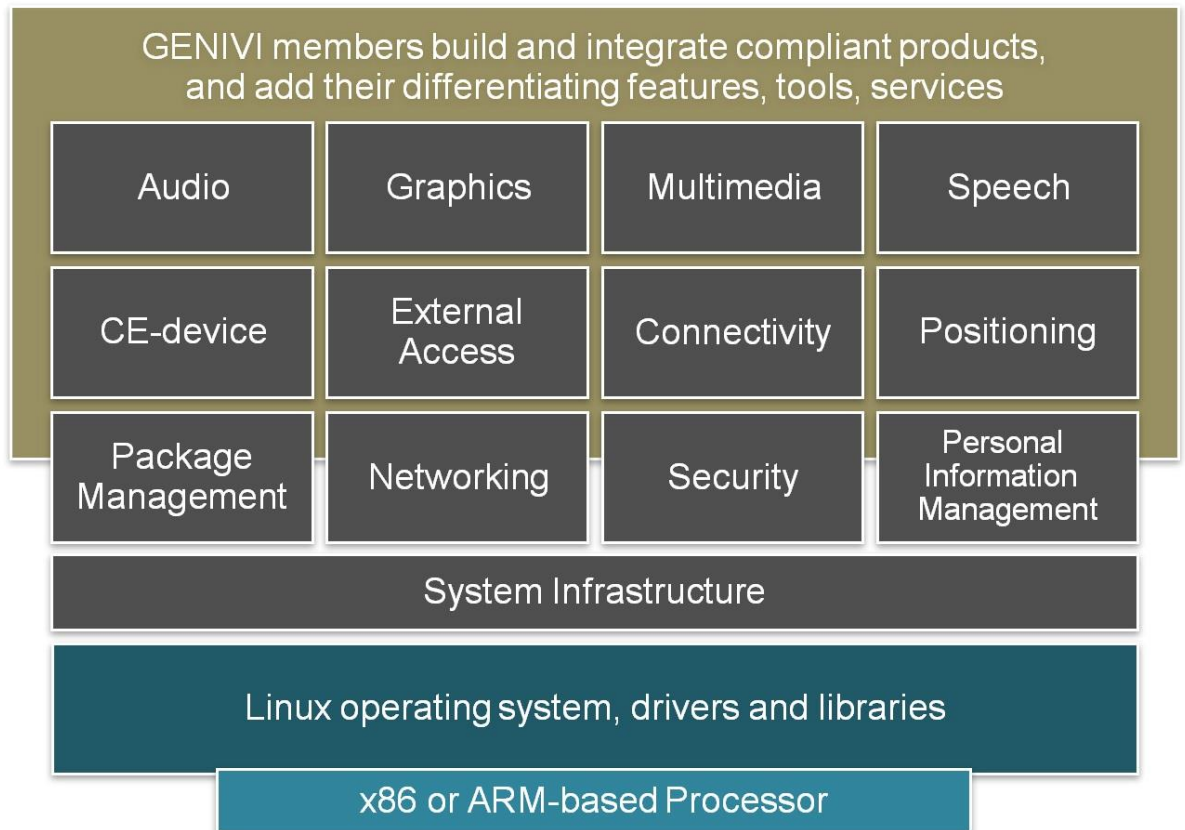 GENIVI members build and integrate compliant products,
and add their differentiating features, tools, services
Audio
Graphics
Multimedia
Speech
CE-device
External
Access
Connectivity
Positioning
Package
Management
Networking
Security
Personal
Information
Management
System Infrastructure
Linux operating system, drivers and libraries
x86 or ARM-based Processor